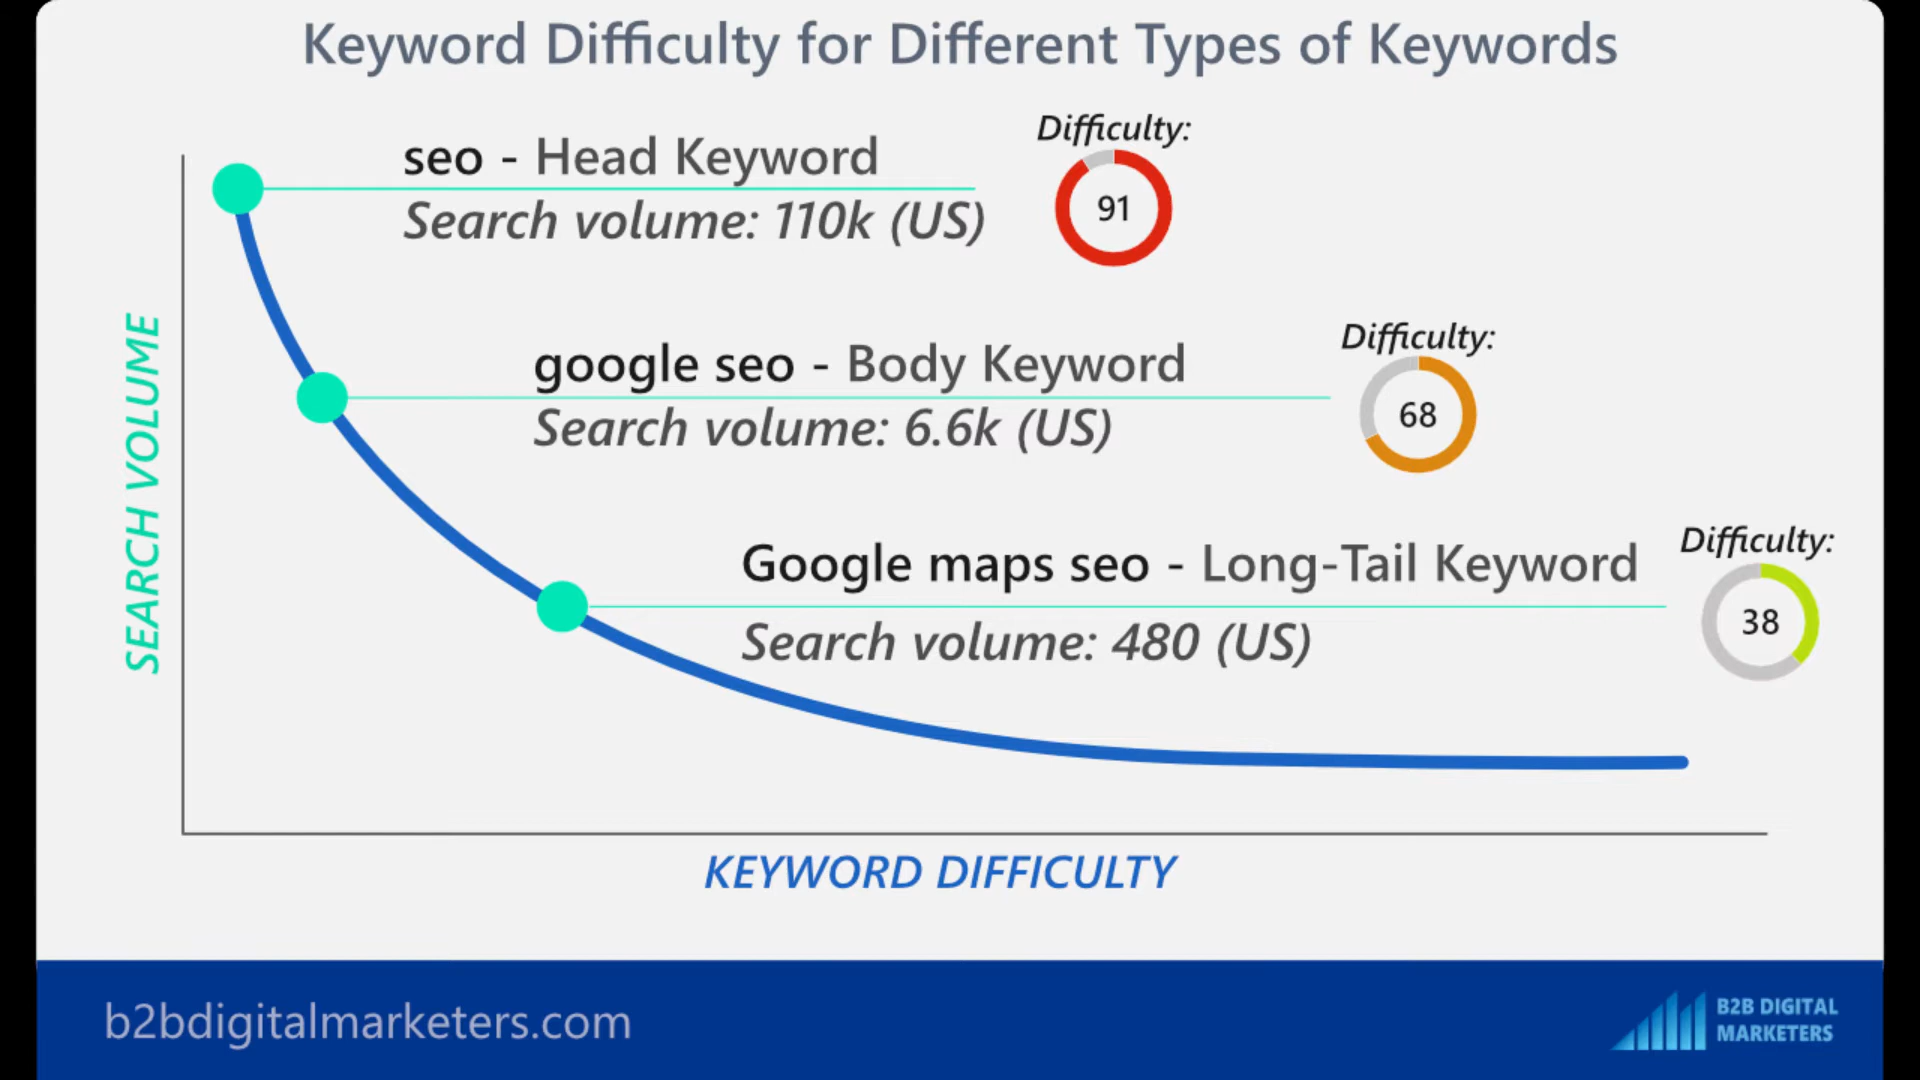 Keyword Difficulty for Different Types of Keywords
seo - Head Keyword
Search volume: 110k (US)
Difficulty:
91
google seo - Body Keyword
Search volume: 6.6k (US)
Difficulty:
68
Google maps seo - Long-Tail Keyword
Search volume: 480 (US)
Difficulty:
38
SEARCH VOLUME
KEYWORD DIFFICULTY
b2bdigitalmarketers.com
B2B DIGITAL
MARKETERS